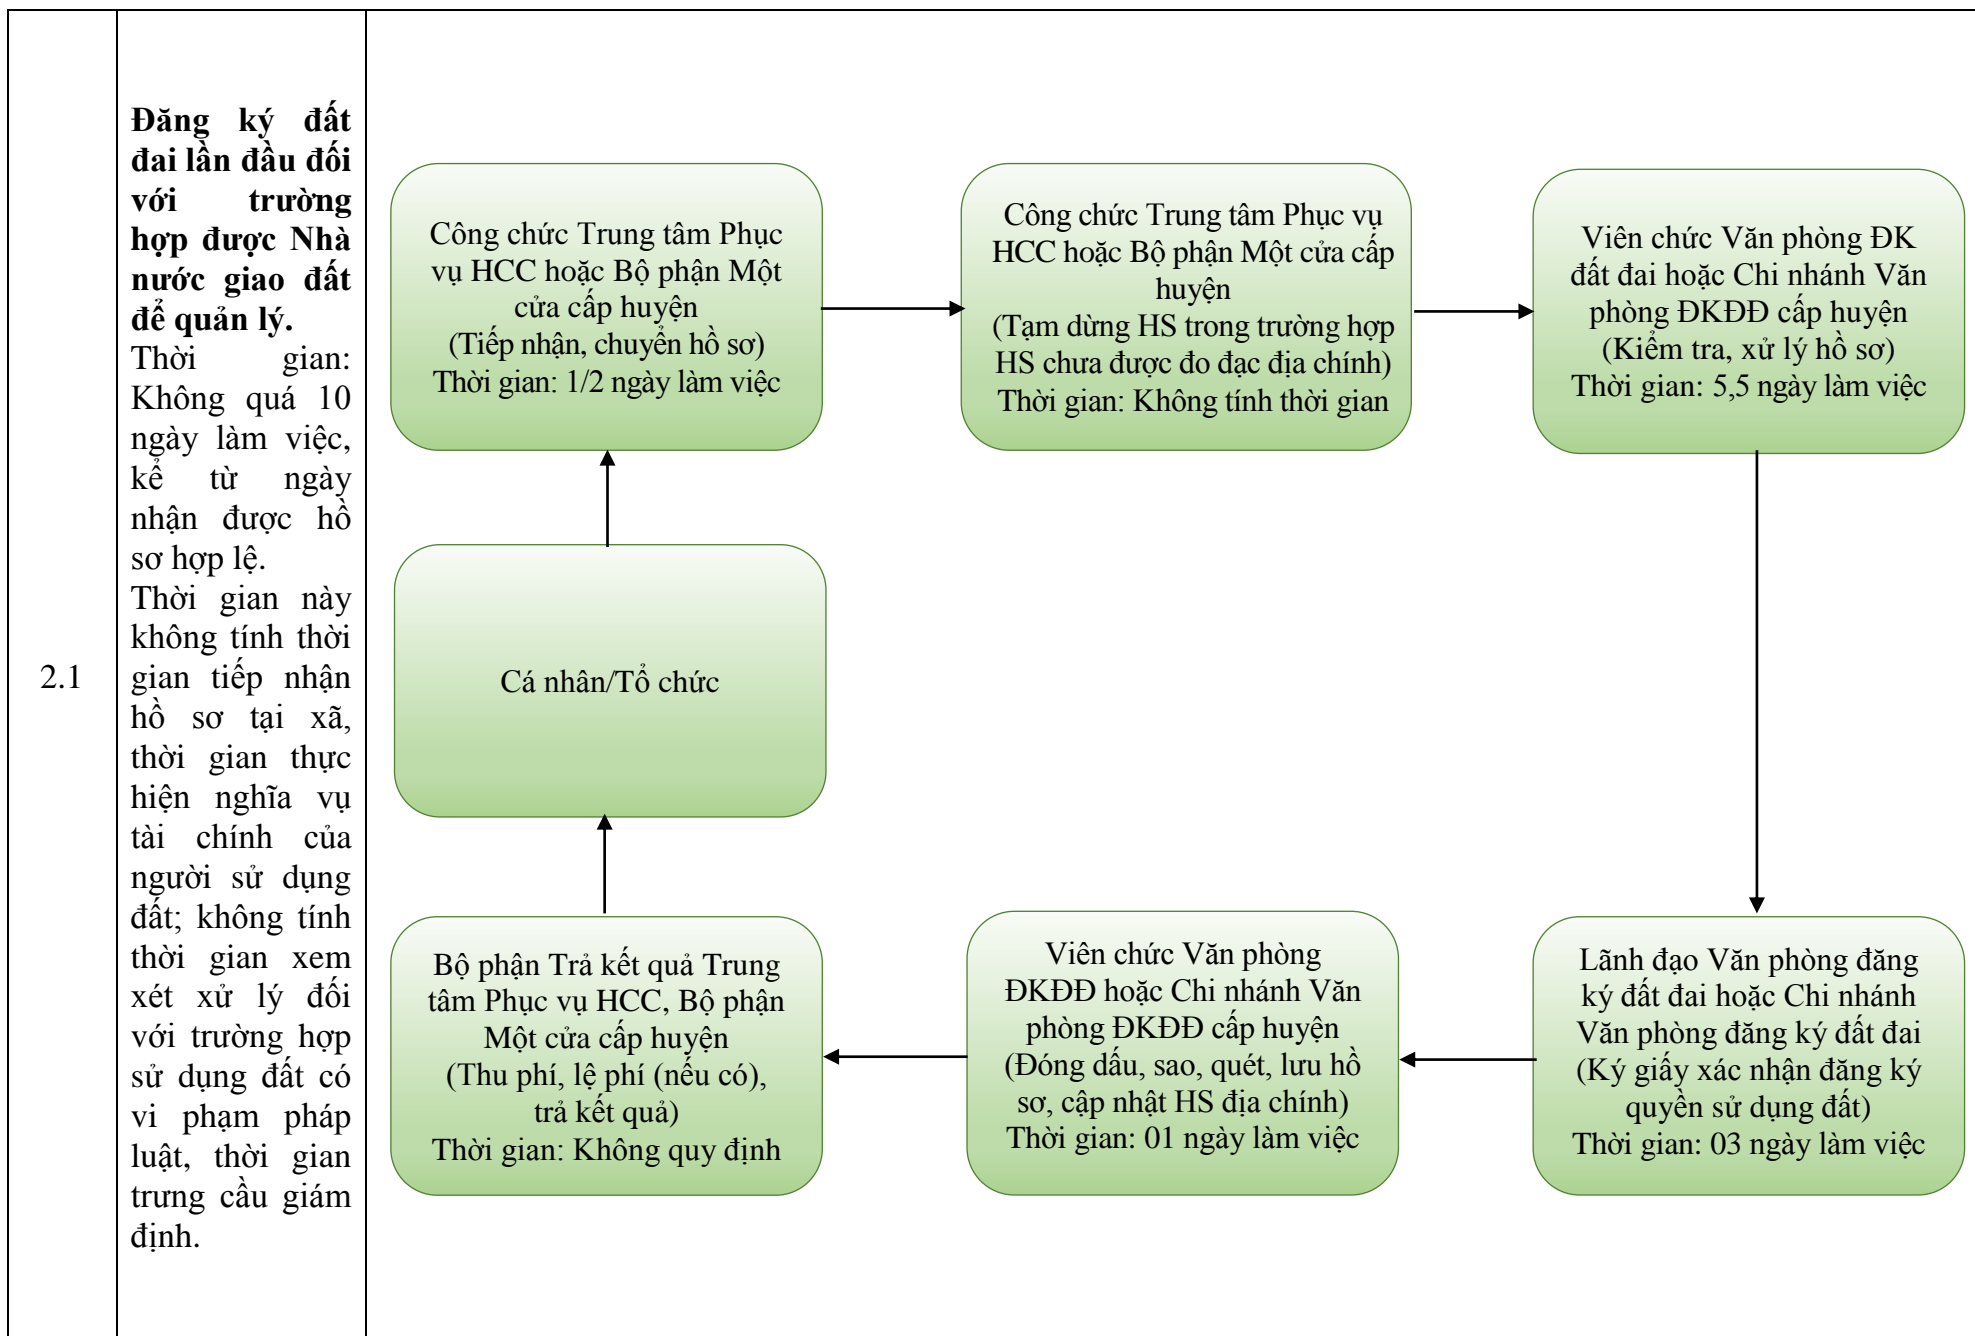 2.1
Đăng ký đất
đai lần đầu đối
với trường
hợp được Nhà
nước giao đất
để quản lý.
Thời gian:
Không quá 10
ngày làm việc,
kể từ ngày
nhận được hồ
sơ hợp lệ.
Thời gian này
không tính thời
gian tiếp nhận
hồ sơ tại xã,
thời gian thực
hiện nghĩa vụ
tài chính của
người sử dụng
đất; không tính
thời gian xem
xét xử lý đối
với trường hợp
sử dụng đất có
vi phạm pháp
luật, thời gian
trưng cầu giám
định.
Công chức Trung tâm Phục
vụ HCC hoặc Bộ phận Một
cửa cấp huyện
(Tiếp nhận, chuyển hồ sơ)
Thời gian: 1/2 ngày làm việc
Công chức Trung tâm Phục vụ
HCC hoặc Bộ phận Một cửa cấp
huyện
(Tạm dừng HS trong trường hợp
HS chưa được đo đạc địa chính)
Thời gian: Không tính thời gian
Viên chức Văn phòng ĐK
đất đai hoặc Chi nhánh Văn
phòng ĐKĐĐ cấp huyện
(Kiểm tra, xử lý hồ sơ)
Thời gian: 5,5 ngày làm việc
Cá nhân/Tổ chức
Bộ phận Trả kết quả Trung
tâm Phục vụ HCC, Bộ phận
Một cửa cấp huyện
(Thu phí, lệ phí (nếu có),
trả kết quả)
Thời gian: Không quy định
Viên chức Văn phòng
ĐKĐĐ hoặc Chi nhánh Văn
phòng ĐKĐĐ cấp huyện
(Đóng dấu, sao, quét, lưu hồ
sơ, cập nhật HS địa chính)
Thời gian: 01 ngày làm việc
Lãnh đạo Văn phòng đăng
ký đất đai hoặc Chi nhánh
Văn phòng đăng ký đất đai
(Ký giấy xác nhận đăng ký
quyền sử dụng đất)
Thời gian: 03 ngày làm việc